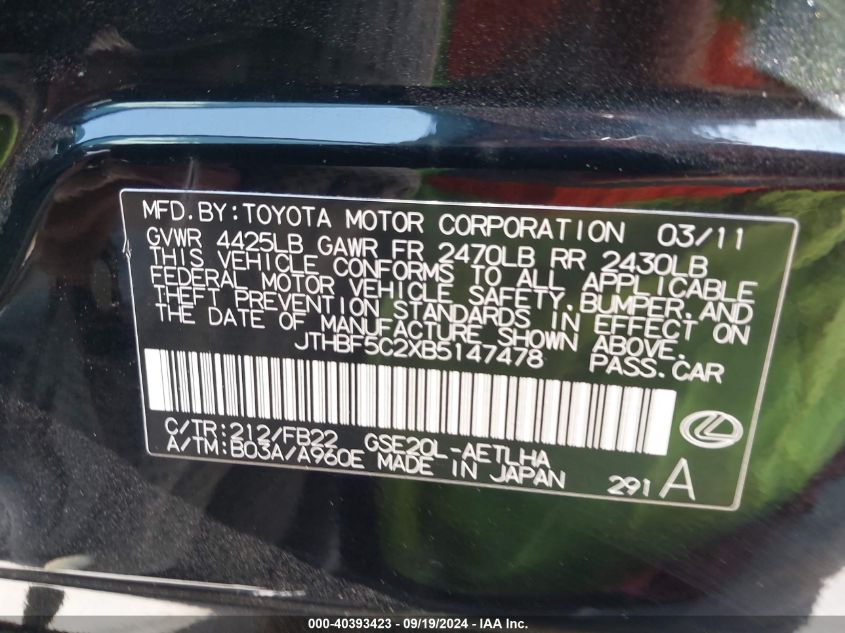 MFD. BY: TOYOTA MOTOR CORPORATION 03/11
GVWR 4425LB GAWR FR 2470LB RR 2430LB
THIS VEHICLE CONFORMS TO ALL APPLICABLE
FEDERAL MOTOR VEHICLE SAFETY, BUMPER, AND
THEFT PREVENTION STANDARDS IN EFFECT ON
THE DATE OF MANUFACTURE SHOWN ABOVE.
JTHBF5C2XB5147478 PASS. CAR
C/TR: 212/FB22 GSE20L-AETLHA
A/TM: B03A/A960E MADE IN JAPAN 291 A
000-40393423 - 09/19/2024 - IAAI Inc.